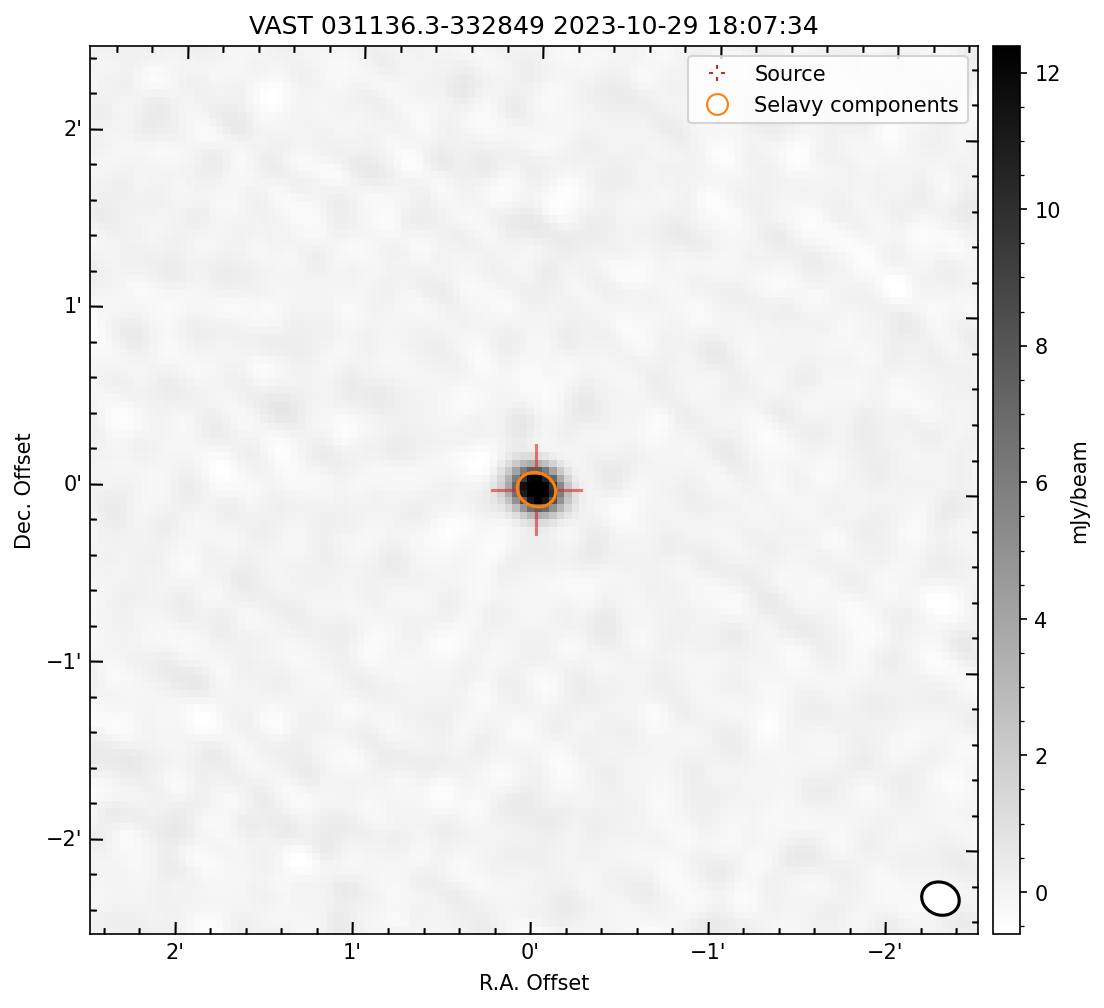 VAST 031136.3-332849 2023-10-29 18:07:34
Source
Selavy components
2'
1'
0'
−1'
−2'
Dec. Offset
2'
1'
0'
−1'
−2'
R.A. Offset
12
10
8
6
4
2
0
mJy/beam